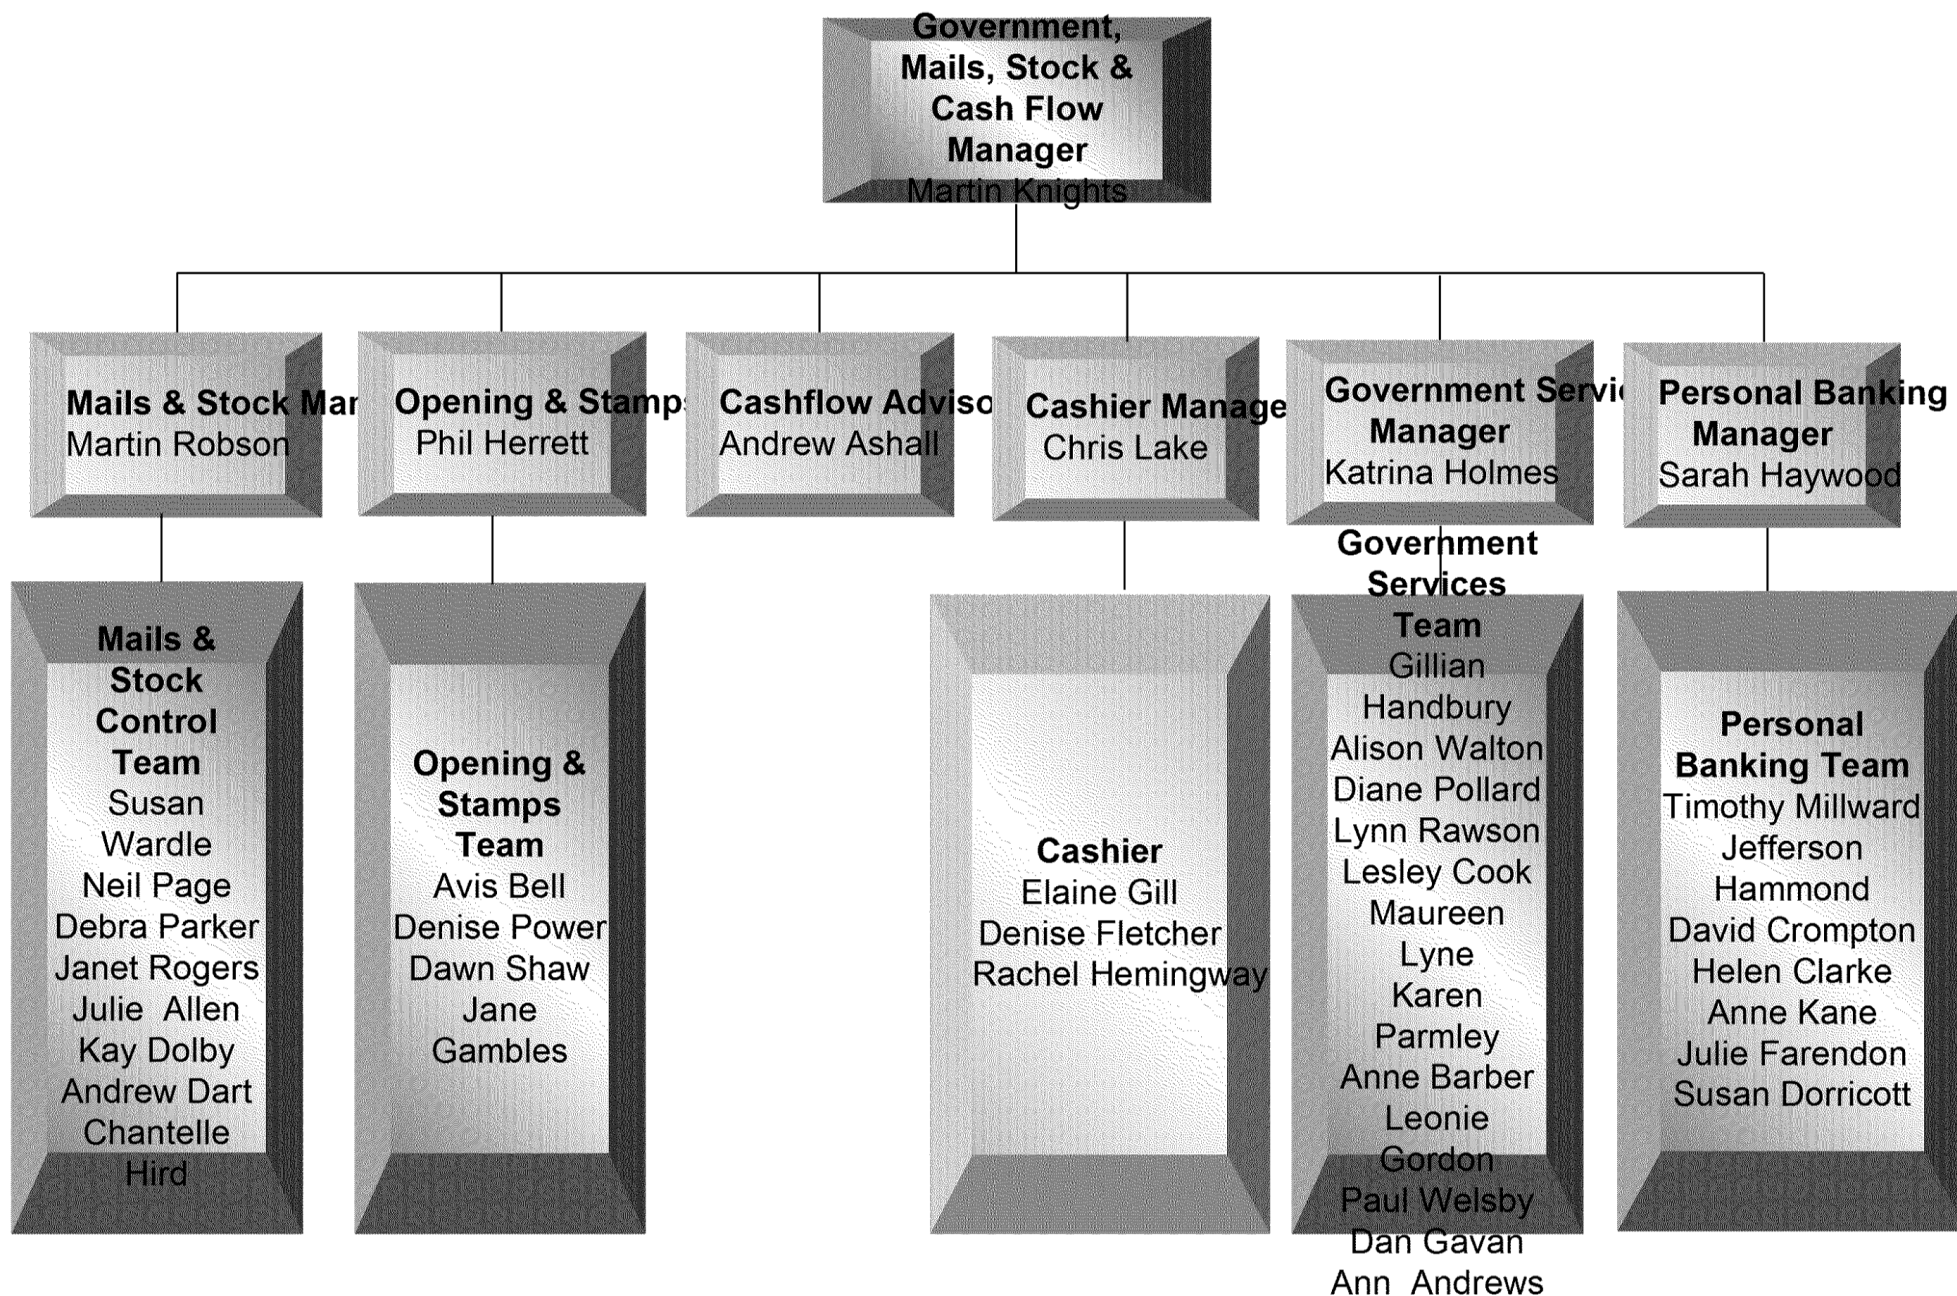 Government,
Mails, Stock &
Cash Flow
Manager
Martin Knights
Mails & Stock Man
Martin Robson
Opening & Stamps
Phil Herrett
Cashflow Adviso
Andrew Ashall
Cashier Manage
Chris Lake
Government Servic
Manager
Katrina Holmes
Personal Banking
Manager
Sarah Haywood
Mails &
Stock
Control
Team
Susan
Wardle
Neil Page
Debra Parker
Janet Rogers
Julie  Allen
Kay Dolby
Andrew Dart
Chantelle
Hird
Opening &
Stamps
Team
Avis Bell
Denise Power
Dawn Shaw
Jane
Gambles
Cashier
Elaine Gill
Denise Fletcher
Rachel Hemingway
Government
Services
Team
Gillian
Handbury
Alison Walton
Diane Pollard
Lynn Rawson
Lesley Cook
Maureen
Lyne
Karen
Parmley
Anne Barber
Leonie
Gordon
Paul Welsby
Dan Gavan
Ann  Andrews
Personal
Banking Team
Timothy Millward
Jefferson
Hammond
David Crompton
Helen Clarke
Anne Kane
Julie Farendon
Susan Dorricott